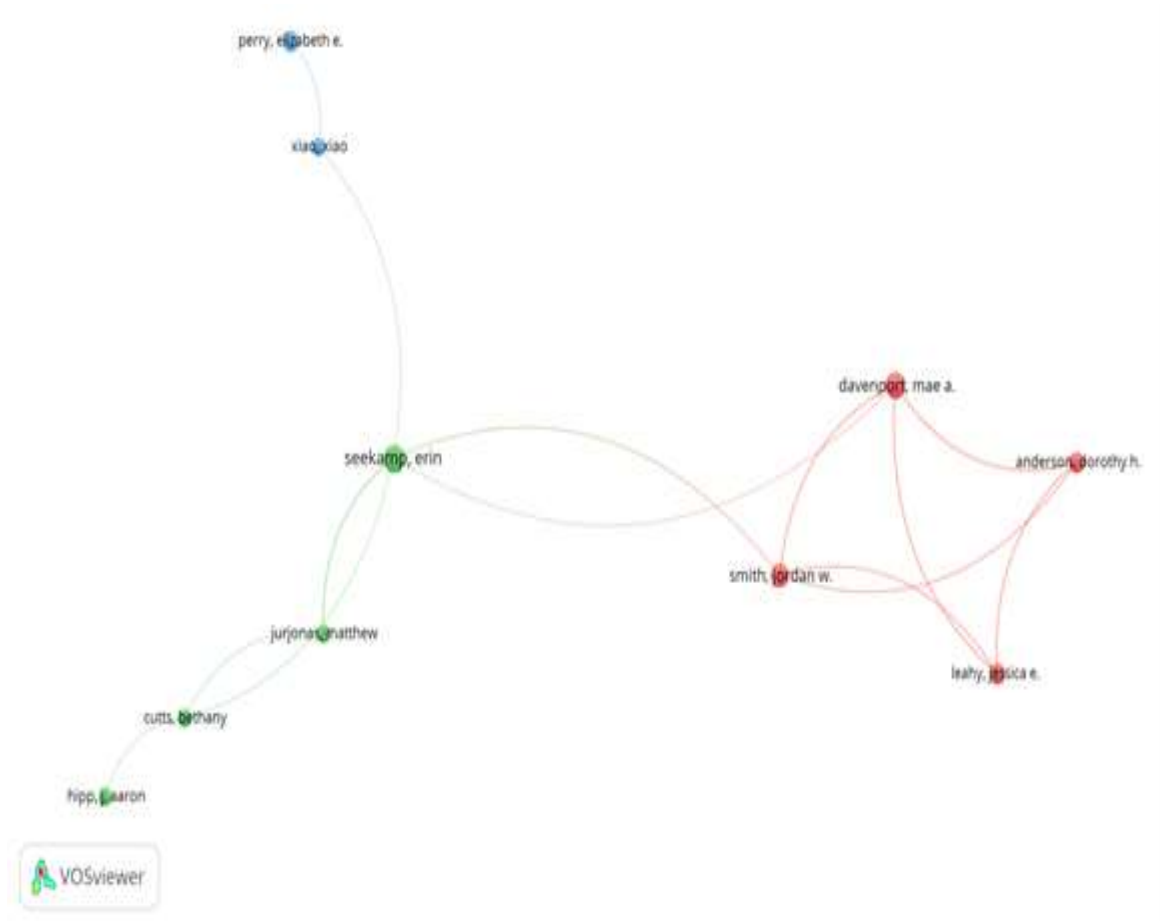 perry, elizabeth e.
xiao, xiao
davenport, mae a.
seekamp, erin
anderson, dorothy h.
smith, jordan w.
jurjonas, matthew
leahy, jessica e.
cutts, bethany
hipp, j. aaron
VOSviewer